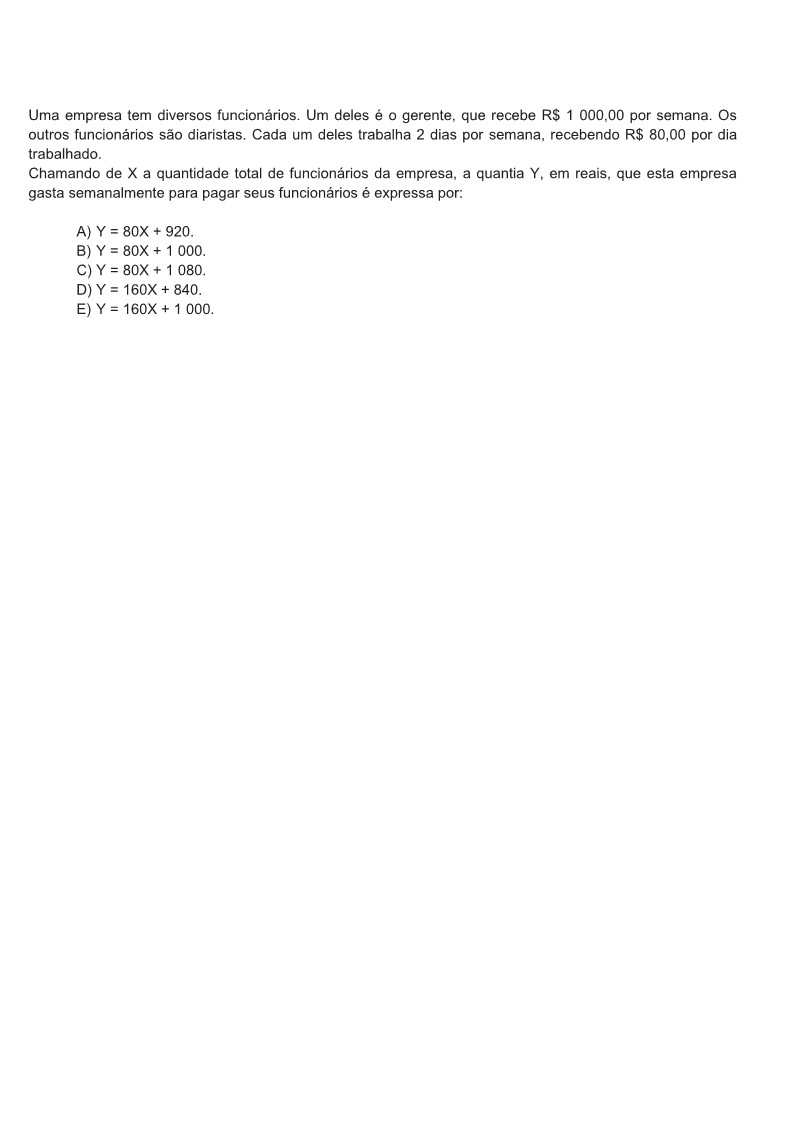 Uma empresa tem diversos funcionários. Um deles é o gerente, que recebe R$ 1 000,00 por semana. Os
outros funcionários são diaristas. Cada um deles trabalha 2 dias por semana, recebendo R$ 80,00 por dia
trabalhado.
Chamando de X a quantidade total de funcionários da empresa, a quantia Y, em reais, que esta empresa
gasta semanalmente para pagar seus funcionários é expressa por:
A) Y = 80X + 920.
B) Y = 80X + 1 000.
C) Y = 80X + 1 080.
D) Y = 160X + 840.
E) Y = 160X + 1 000.